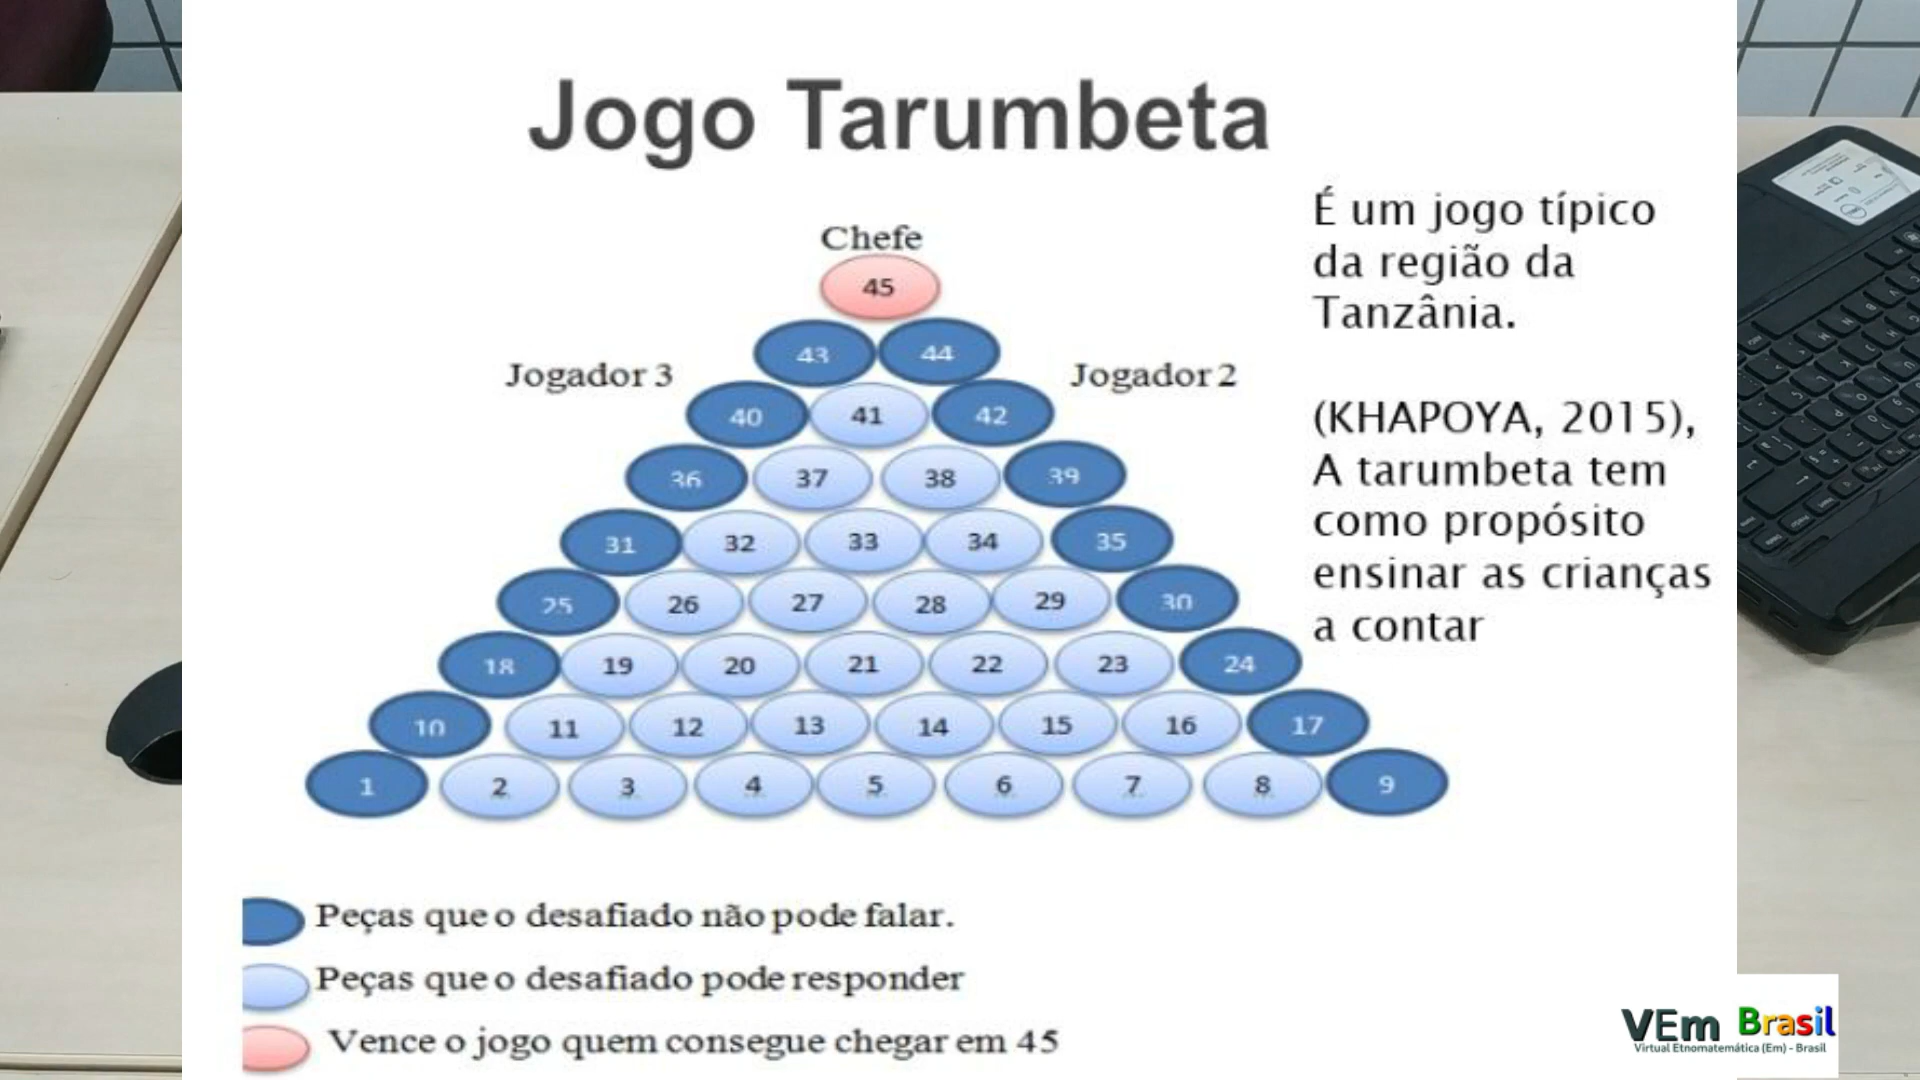 Jogo Tarumbeta
Chefe
45
43 44
Jogador 3
Jogador 2
40 41 42
36 37 38 39
31 32 33 34 35
25 26 27 28 29 30
18 19 20 21 22 23 24
10 11 12 13 14 15 16 17
1 2 3 4 5 6 7 8 9
É um jogo típico
da região da
Tanzânia.
(KHAPOYA, 2015),
A tarumbeta tem
como propósito
ensinar as crianças
a contar
Peças que o desafiado não pode falar.
Peças que o desafiado pode responder
Vence o jogo quem consegue chegar em 45
VEm Brasil
Virtual Etnomatemática (Em) - Brasil